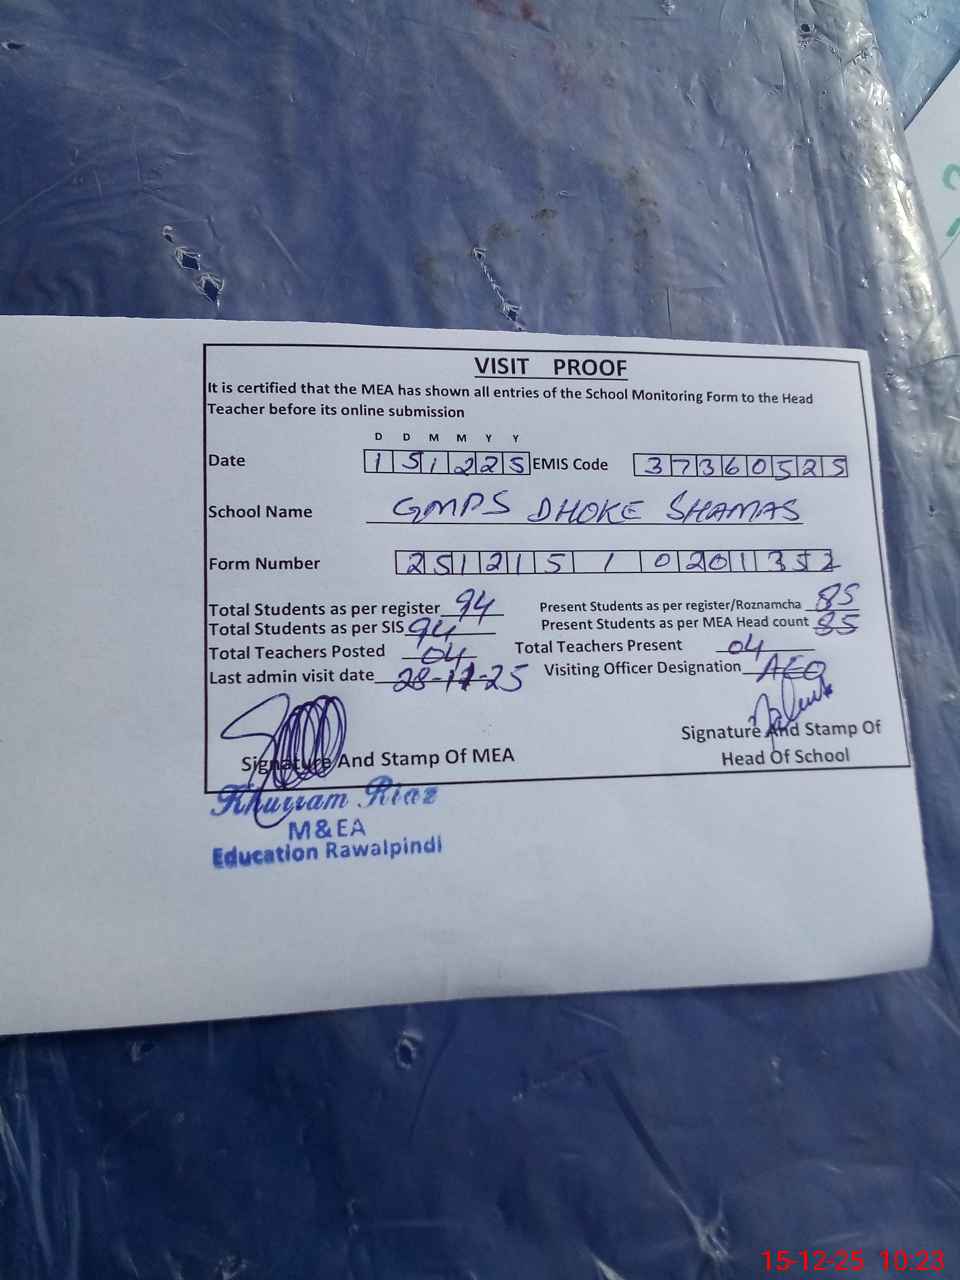 VISIT PROOF
It is certified that the MEA has shown all entries of the School Monitoring Form to the Head
Teacher before its online submission
D D M M Y Y
Date 151225 EMIS Code 37360525
School Name GMPS DHOKE SHAMAS
Form Number 251215 / 0201352
Total Students as per register 94 Present Students as per register/Roznamcha 85
Total Students as per SIS 94 Present Students as per MEA Head count 85
Total Teachers Posted 04 Total Teachers Present 04
Last admin visit date 28-11-25 Visiting Officer Designation AEO
Signature And Stamp Of MEA Signature And Stamp Of
Head Of School
Khurram Riaz
M&EA
Education Rawalpindi
15-12-25 10:23